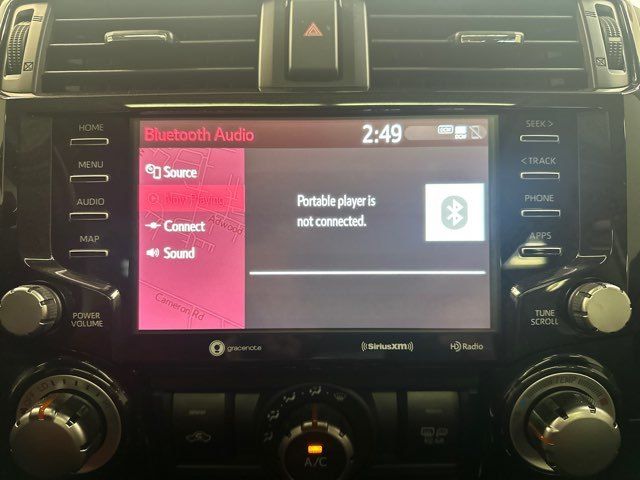 HOME
MENU
AUDIO
MAP
POWER
VOLUME
Bluetooth Audio
2:49
Source
Now Playing
Connect
Sound
Adwood
Cameron Rd
Portable player is
not connected.
gracenote
SiriusXM
HD Radio
SEEK >
< TRACK
PHONE
APPS
TUNE
SCROLL
A/C